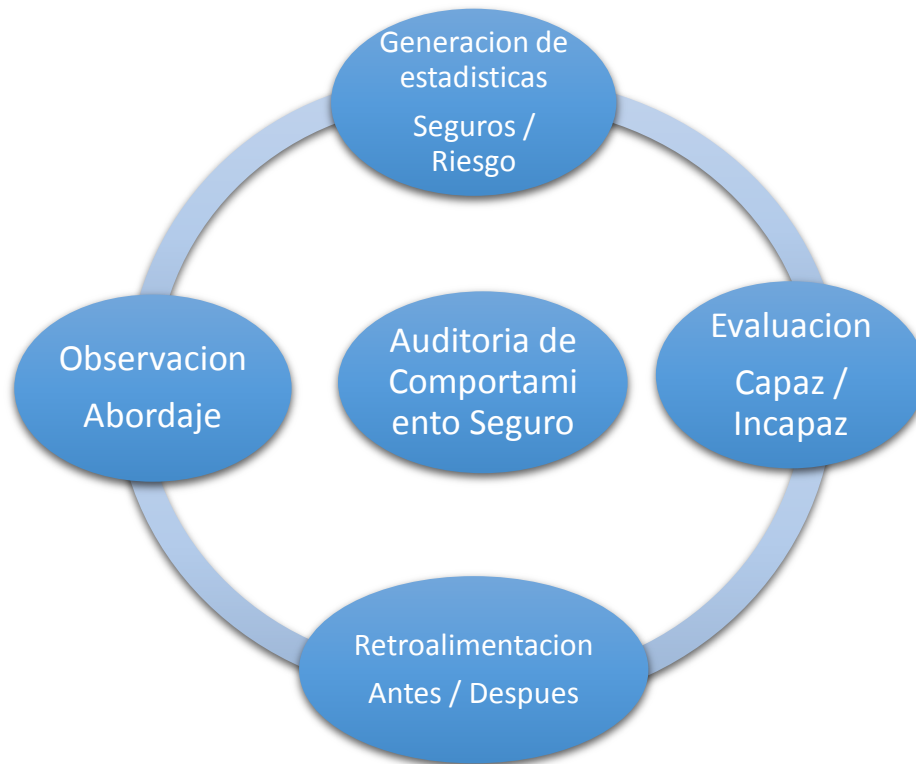 Generacion de
estadisticas
Seguros /
Riesgo
Observacion
Abordaje
Auditoria de
Comportami
ento Seguro
Evaluacion
Capaz /
Incapaz
Retroalimentacion
Antes / Despues